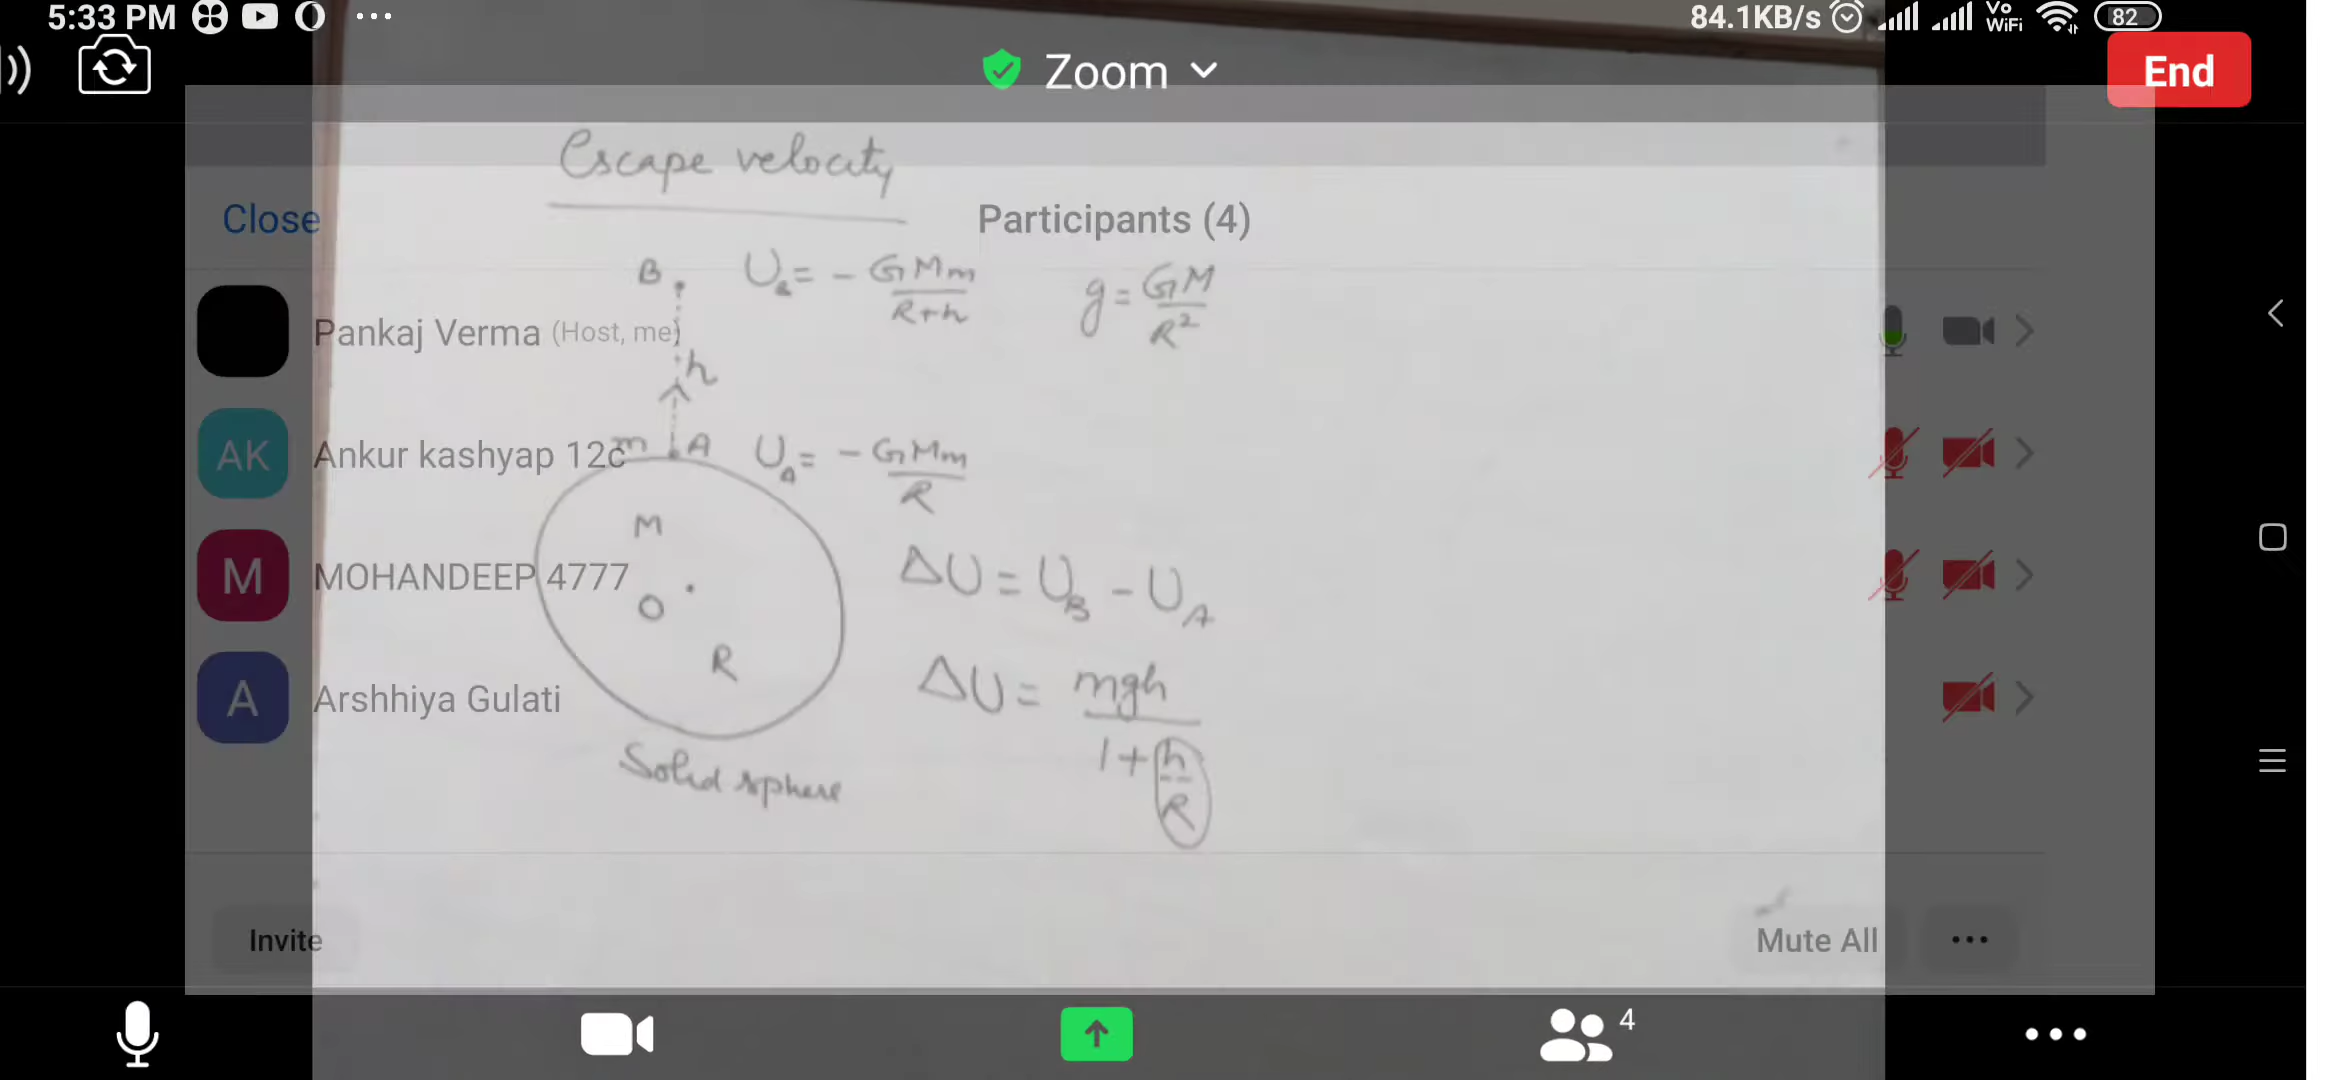 5:33 PM ... 84.1KB/s Vo WiFi 82
Zoom
End
Escape velocity
Close Participants (4)
B U_B = - GMm / R+h g = GM / R²
Pankaj Verma (Host, me)
h
m A U_A = - GMm / R
AK Ankur kashyap 12c
M
ΔU = U_B - U_A
M MOHANDEEP 4777
O
R
ΔU = mgh / 1 + h/R
A Arshhiya Gulati
Solid sphere
Invite Mute All ...
4